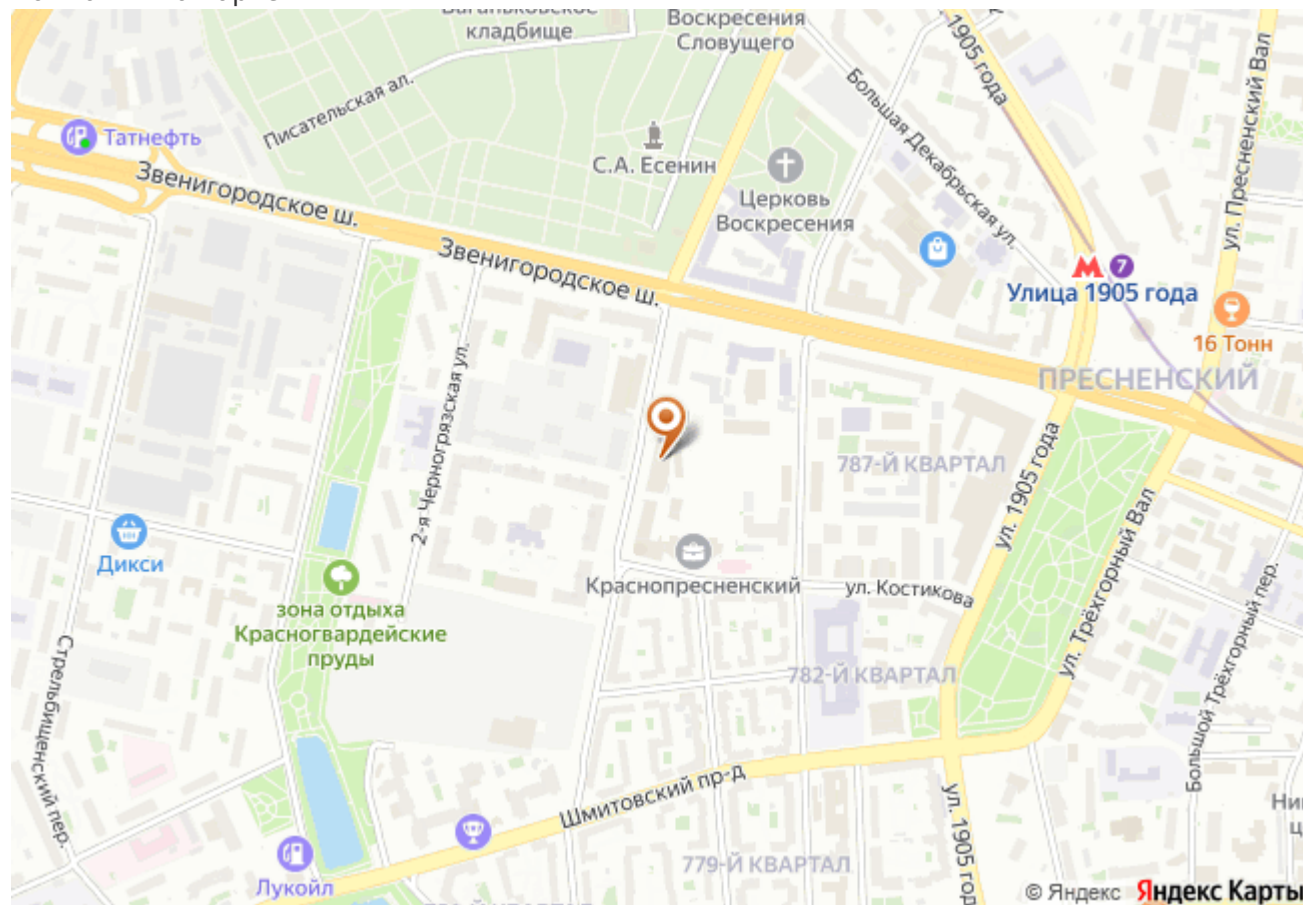 Ваганьковское
кладбище
Воскресения
Словущего
1905 года
ул. Пресненский Вал
Большая Декабрьская ул.
Писательская ал.
Татнефть
С.А. Есенин
Церковь
Воскресения
Звенигородское ш.
Звенигородское ш.
7
Улица 1905 года
16 Тонн
ПРЕСНЕНСКИЙ
2-я Черногрязская ул.
787-Й КВАРТАЛ
ул. 1905 года
ул. Трёхгорный Вал
Дикси
Краснопресненский
ул. Костикова
зона отдыха
Красногвардейские
пруды
Большой Трёхгорный пер.
Стрельбищенский пер.
782-Й КВАРТАЛ
Шмитовский пр-д
ул. 1905 год
779-Й КВАРТАЛ
Лукойл
© Яндекс Яндекс Карты